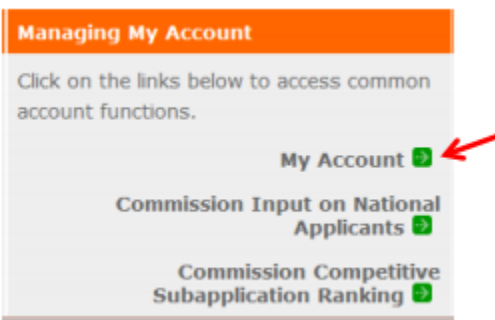 Managing My Account
Click on the links below to access common
account functions.
My Account
Commission Input on National
Applicants
Commission Competitive
Subapplication Ranking